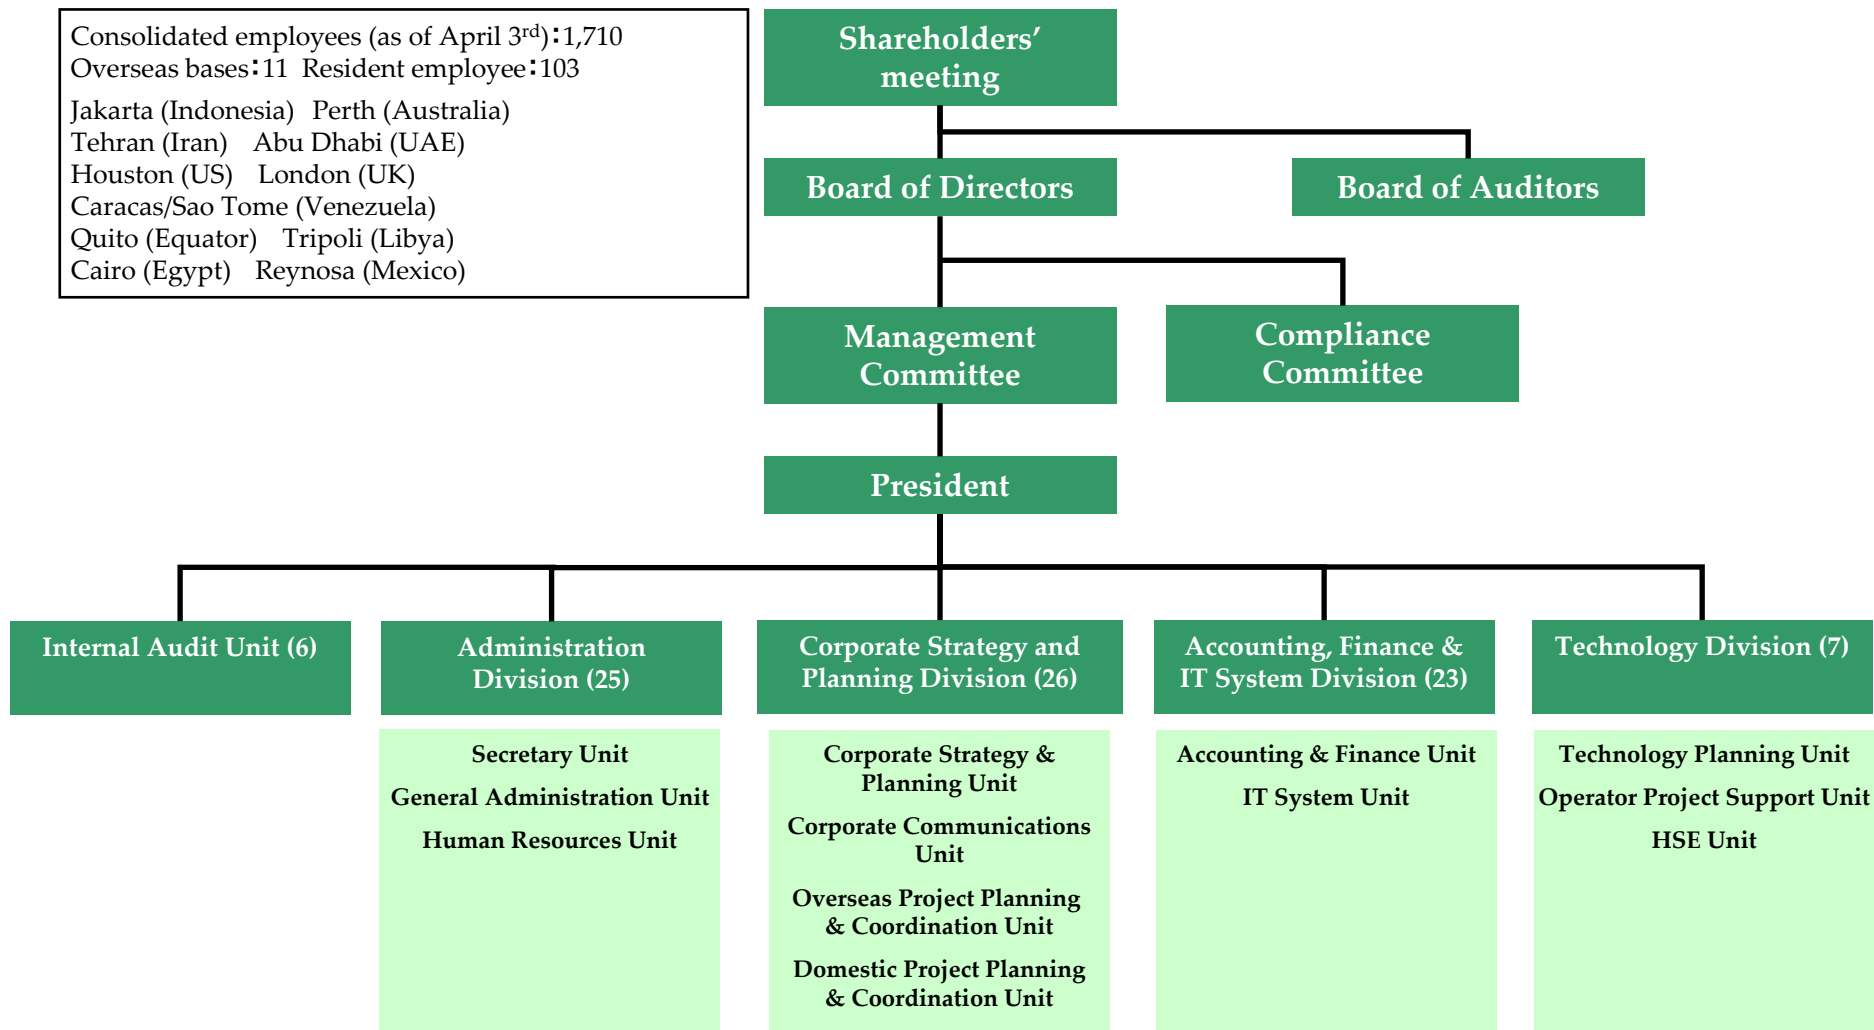 Consolidated employees (as of April 3rd):1,710
Overseas bases:11 Resident employee:103
Jakarta (Indonesia) Perth (Australia)
Tehran (Iran) Abu Dhabi (UAE)
Houston (US) London (UK)
Caracas/Sao Tome (Venezuela)
Quito (Equator) Tripoli (Libya)
Cairo (Egypt) Reynosa (Mexico)
Shareholders’
meeting
Board of Directors
Board of Auditors
Management
Committee
Compliance
Committee
President
Internal Audit Unit (6)
Administration
Division (25)
Secretary Unit
General Administration Unit
Human Resources Unit
Corporate Strategy and
Planning Division (26)
Corporate Strategy &
Planning Unit
Corporate Communications
Unit
Overseas Project Planning
& Coordination Unit
Domestic Project Planning
& Coordination Unit
Accounting, Finance &
IT System Division (23)
Accounting & Finance Unit
IT System Unit
Technology Division (7)
Technology Planning Unit
Operator Project Support Unit
HSE Unit